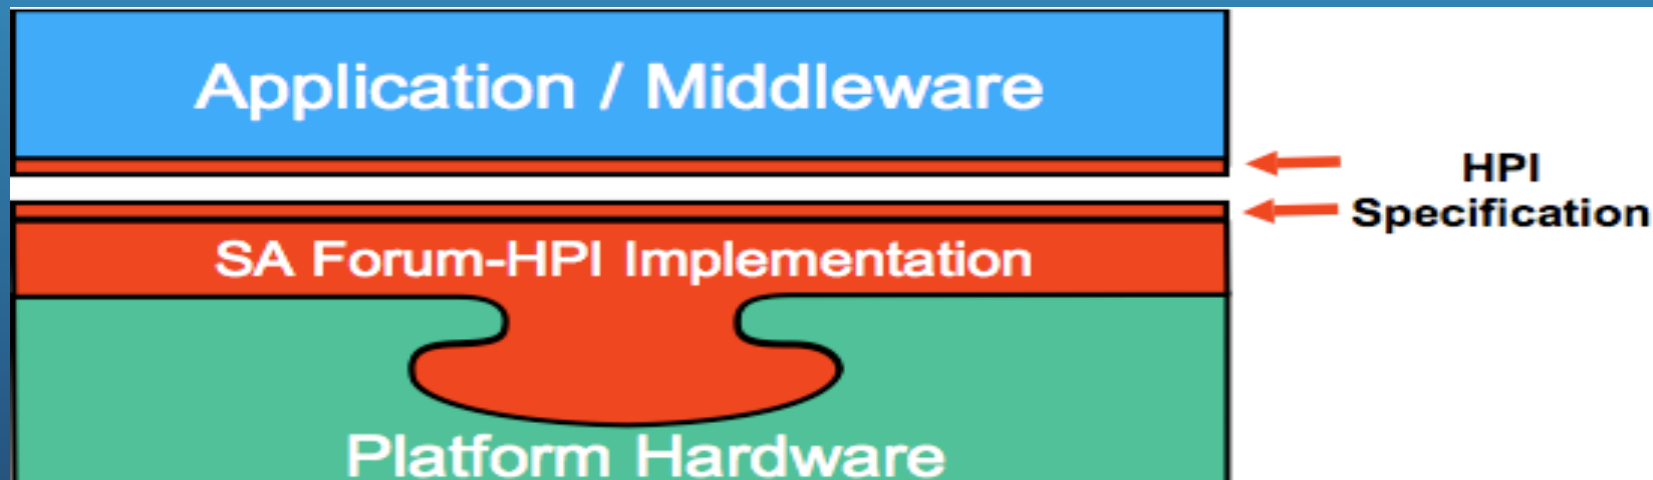 Application / Middleware
HPI
Specification
SA Forum-HPI Implementation
Platform Hardware